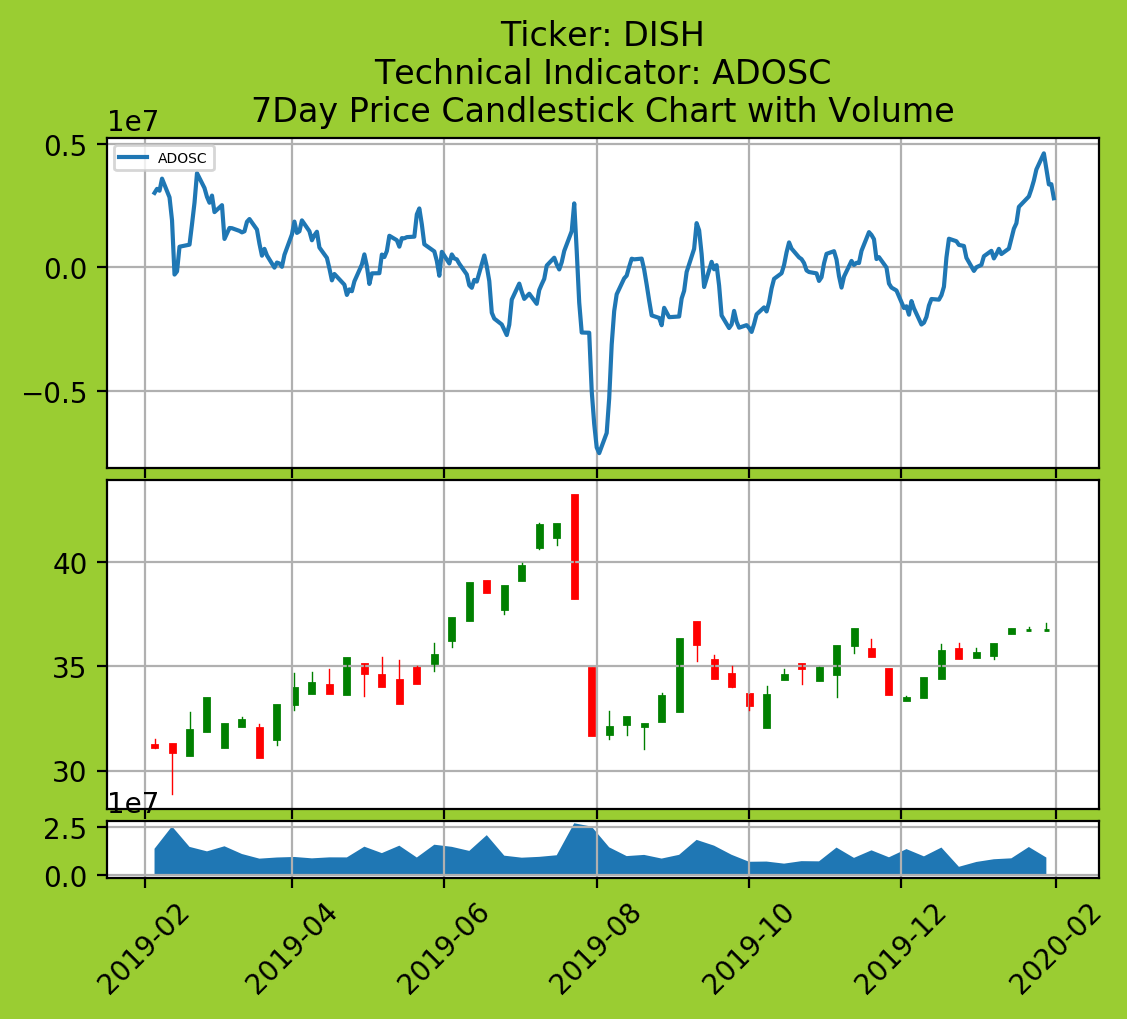 Ticker: DISH
Technical Indicator: ADOSC
7Day Price Candlestick Chart with Volume
1e7
0.5
ADOSC
0.0
−0.5
40
35
30
1e7
2.5
0.0
2019-02
2019-04
2019-06
2019-08
2019-10
2019-12
2020-02